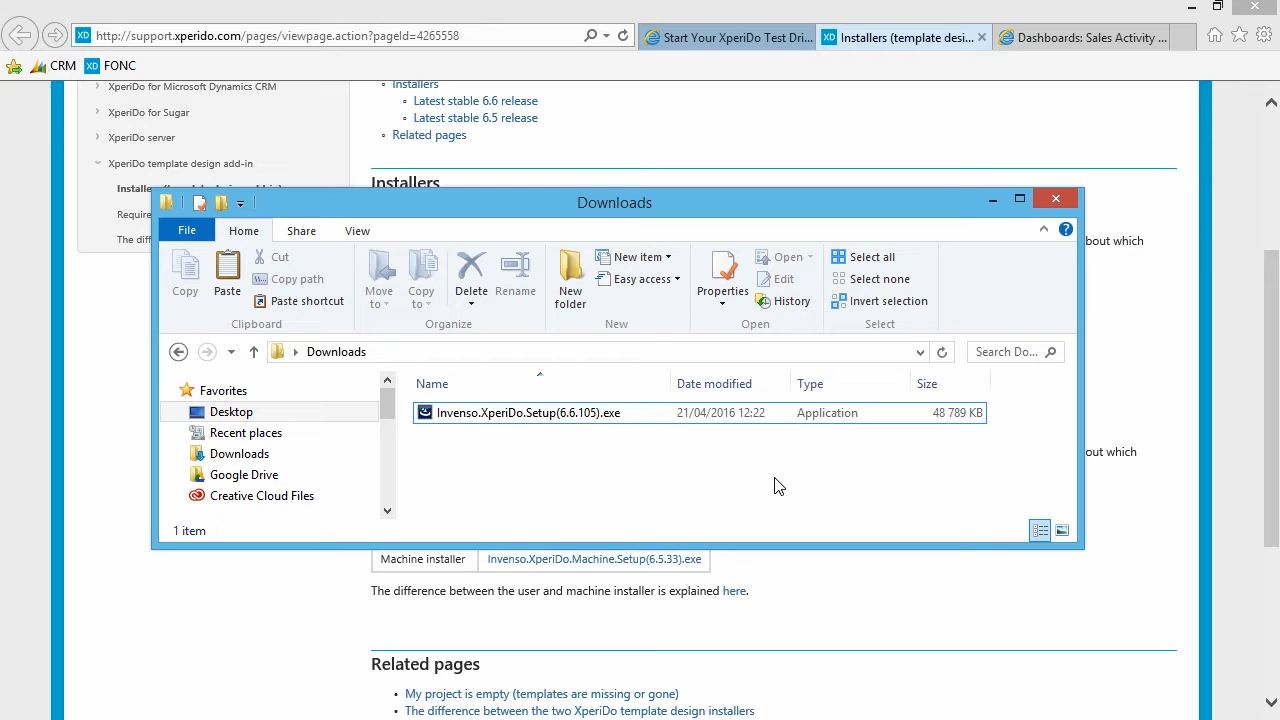 http://support.xperido.com/pages/viewpage.action?pageId=4265558
Start Your XperiDo Test Dri...
Installers (template desi...
Dashboards: Sales Activity ...
CRM
FONC
XperiDo for Microsoft Dynamics CRM
XperiDo for Sugar
XperiDo server
XperiDo template design add-in
Require
The diff
Installers
Latest stable 6.6 release
Latest stable 6.5 release
Related pages
Installers
bout which
Downloads
File
Home
Share
View
Copy
Paste
Cut
Copy path
Paste shortcut
Clipboard
Move to
Copy to
Delete
Rename
Organize
New folder
New item
Easy access
New
Properties
Open
Edit
History
Open
Select all
Select none
Invert selection
Select
Downloads
Search Do...
Favorites
Desktop
Recent places
Downloads
Google Drive
Creative Cloud Files
Name
Date modified
Type
Size
Invenso.XperiDo.Setup(6.6.105).exe
21/04/2016 12:22
Application
48 789 KB
1 item
out which
Machine installer
Invenso.XperiDo.Machine.Setup(6.5.33).exe
The difference between the user and machine installer is explained here.
Related pages
My project is empty (templates are missing or gone)
The difference between the two XperiDo template design installers